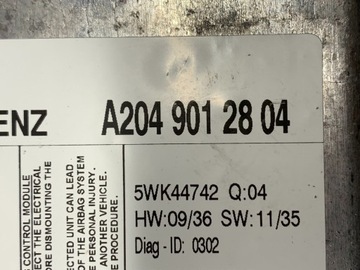 ENZ A204 901 28 04
CONTROL MODULE
ECT THE ELECTRICAL
ORE DISMOUNTING THE
ECTED UNIT CAN LEAD
OF THE AIRBAG SYSTEM
E PERSONAL INJURY.
ANOTHER VEHICLE.
E PROCEDURE.
5WK44742 Q:04
HW:09/36 SW:11/35
Diag-ID: 0302